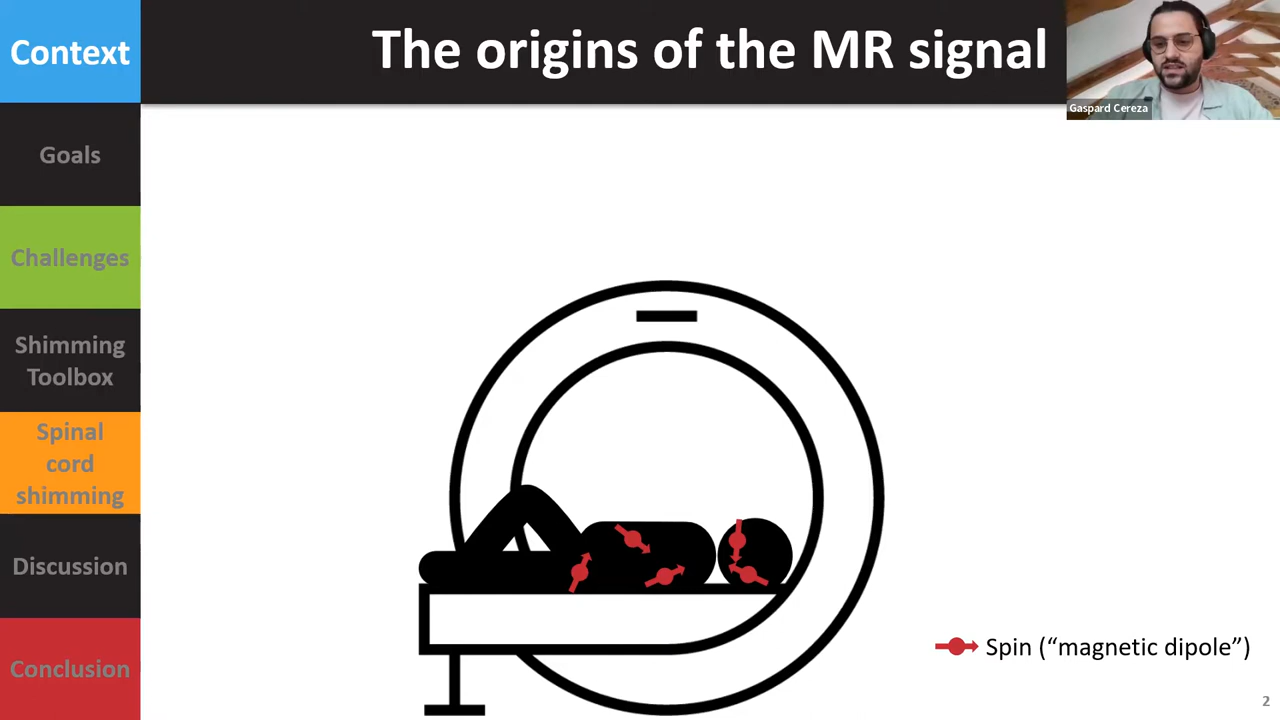 Context
The origins of the MR signal
Gaspard Cereza
Goals
Challenges
Shimming
Toolbox
Spinal
cord
shimming
Discussion
Conclusion
Spin (“magnetic dipole”)
2